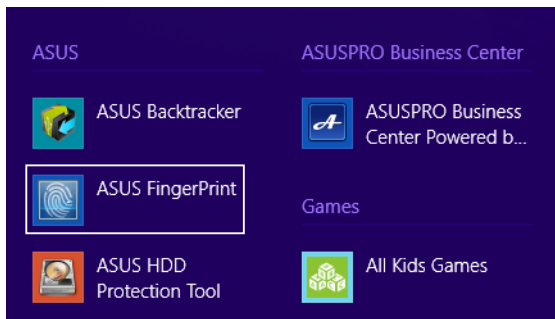 ASUS
ASUS Backtracker
ASUS FingerPrint
ASUS HDD
Protection Tool
ASUSPRO Business Center
ASUSPRO Business
Center Powered b...
Games
All Kids Games